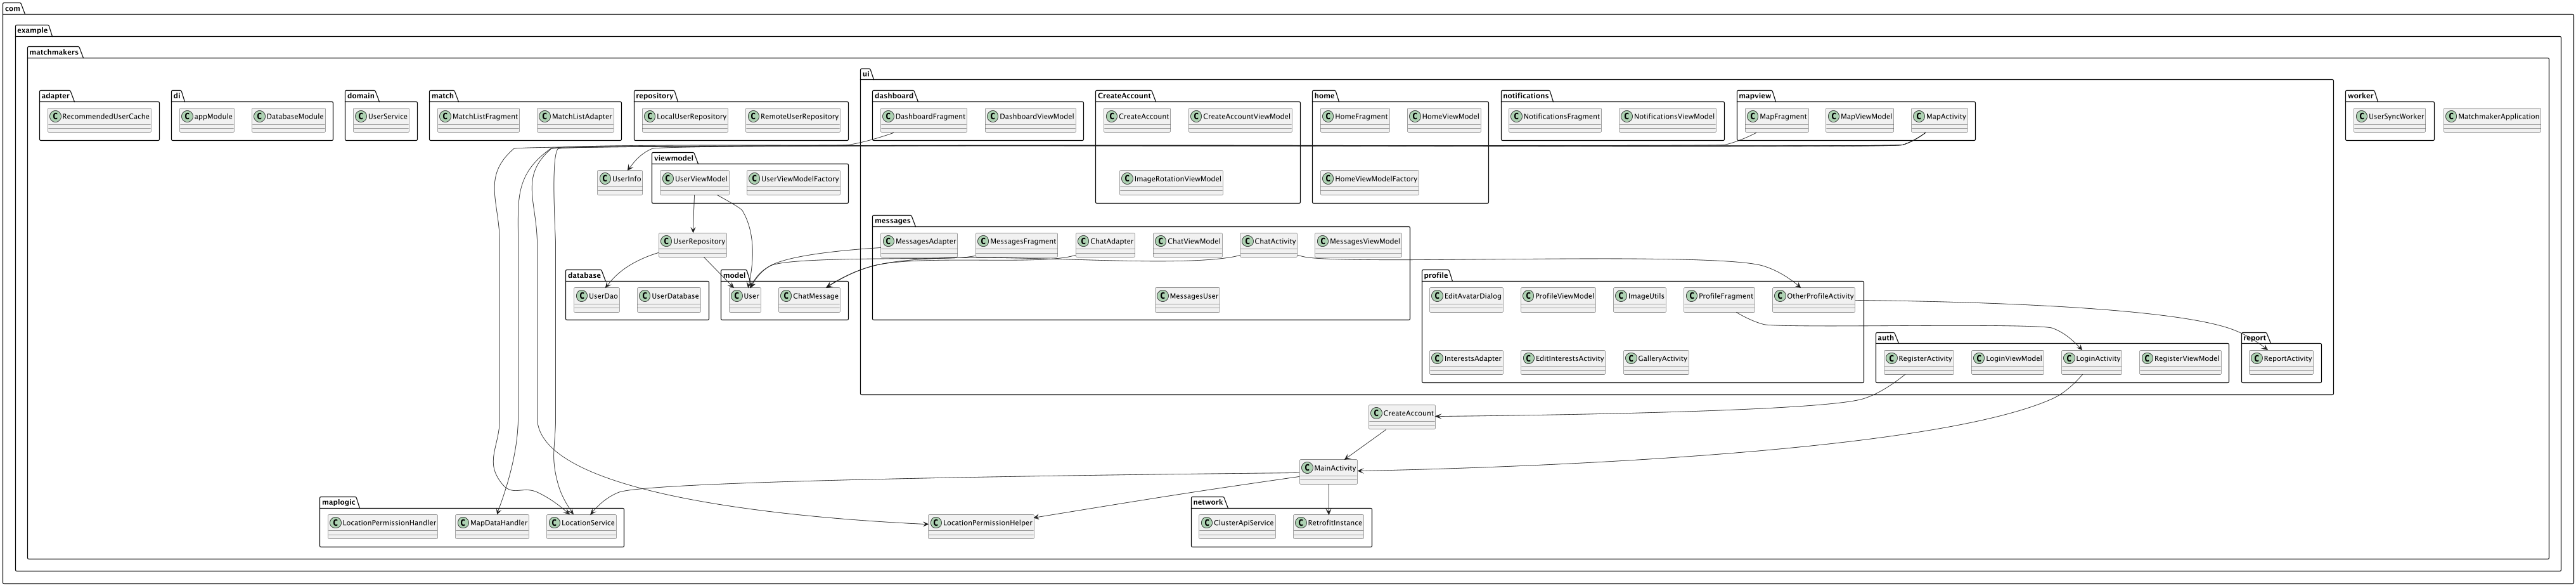 com
example
matchmakers
ui
adapter
di
domain
match
repository
dashboard
CreateAccount
home
notifications
mapview
worker
C RecommendedUserCache
C appModule
C DatabaseModule
C UserService
C MatchListFragment
C MatchListAdapter
C LocalUserRepository
C RemoteUserRepository
C DashboardFragment
C DashboardViewModel
C CreateAccount
C CreateAccountViewModel
C HomeFragment
C HomeViewModel
C NotificationsFragment
C NotificationsViewModel
C MapFragment
C MapViewModel
C MapActivity
C UserSyncWorker
C MatchmakerApplication
viewmodel
C UserInfo
C UserViewModel
C UserViewModelFactory
C ImageRotationViewModel
C HomeViewModelFactory
messages
C UserRepository
C MessagesAdapter
C MessagesFragment
C ChatAdapter
C ChatViewModel
C ChatActivity
C MessagesViewModel
database
model
profile
C UserDao
C UserDatabase
C User
C ChatMessage
C MessagesUser
C EditAvatarDialog
C ProfileViewModel
C ImageUtils
C ProfileFragment
C OtherProfileActivity
auth
report
C InterestsAdapter
C EditInterestsActivity
C GalleryActivity
C RegisterActivity
C LoginViewModel
C LoginActivity
C RegisterViewModel
C ReportActivity
C CreateAccount
C MainActivity
maplogic
network
C LocationPermissionHandler
C MapDataHandler
C LocationService
C LocationPermissionHelper
C ClusterApiService
C RetrofitInstance